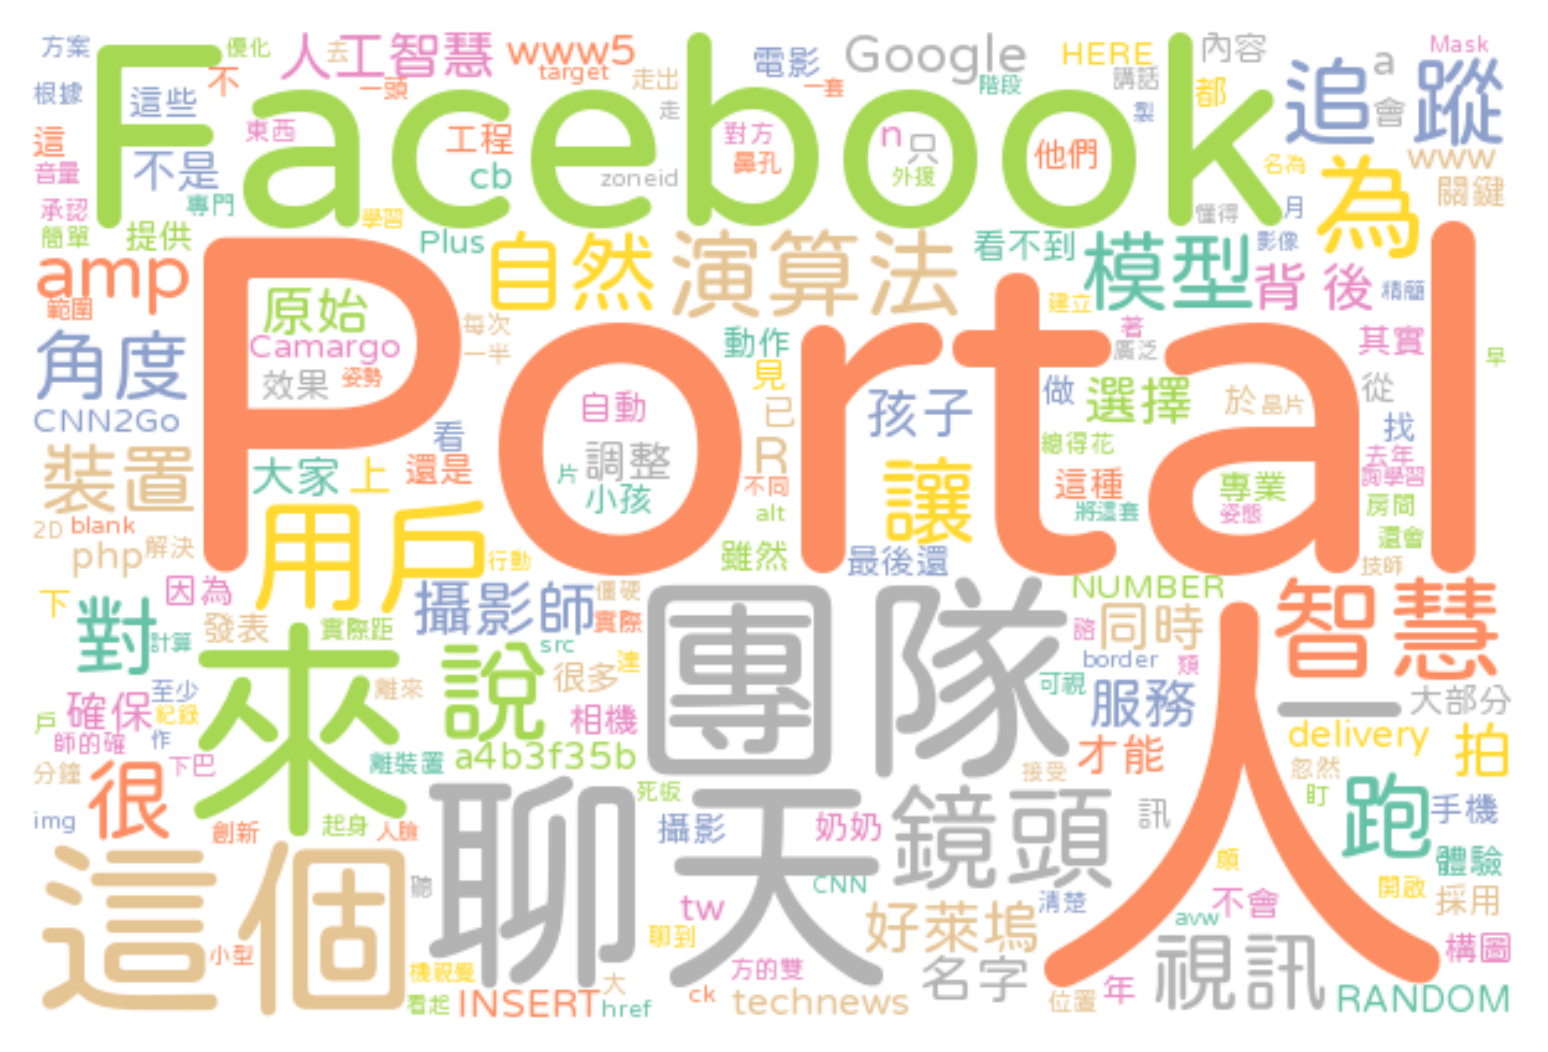 方案
優化
人工智慧
去
www5
電影
Google
HERE
內容
Mask
Facebook
不
一頭
target
走出
一套
階段
講話
a
追蹤
根據
這些
走
都
製
會
這
東西
工程
對方
n
只
他們
音量
不是
cb
zoneid
鼻孔
外援
名為
www
關鍵
承認
專門
學習
懂得
月
為
簡單
提供
Plus
自然
演算法
看不到
模型
影像
背後
amp
Portal
範圍
原始
每次
建立
精簡
角度
Camargo
一半
動作
著
廣泛
其實
早
效果
姿勢
見
孩子
做
選擇
於
晶片
從
CNN2Go
看
自動
已
總得花
找
裝置
大家
上
還是
片
調整
R
讓
這種
專業
去年
詢學習
小孩
不同
alt
將這套
姿態
房間
2D
blank
用戶
還會
php
解決
行動
雖然
最後還
技師
下
因為
攝影師
僵硬
團隊
NUMBER
智慧
對
計算
發表
實際距
實際
諮
同時
src
說
很多
達
border
類
來
確保
至少
離來
可視
服務
一
大部分
戶
紀錄
相機
人
師的確
作
離裝置
a4b3f35b
才能
delivery
拍
分鐘
很
下巴
接受
忽然
img
死板
聊天
鏡頭
訊
盯
跑
手機
創新
起身
人臉
攝影
奶奶
頗
體驗
這個
聽
CNN
清楚
不會
開啟
採用
tw
好萊塢
avw
小型
聊到
機視覺
大
方的雙
名字
視訊
構圖
看起
INSERT
href
ck
technews
位置
年
RANDOM